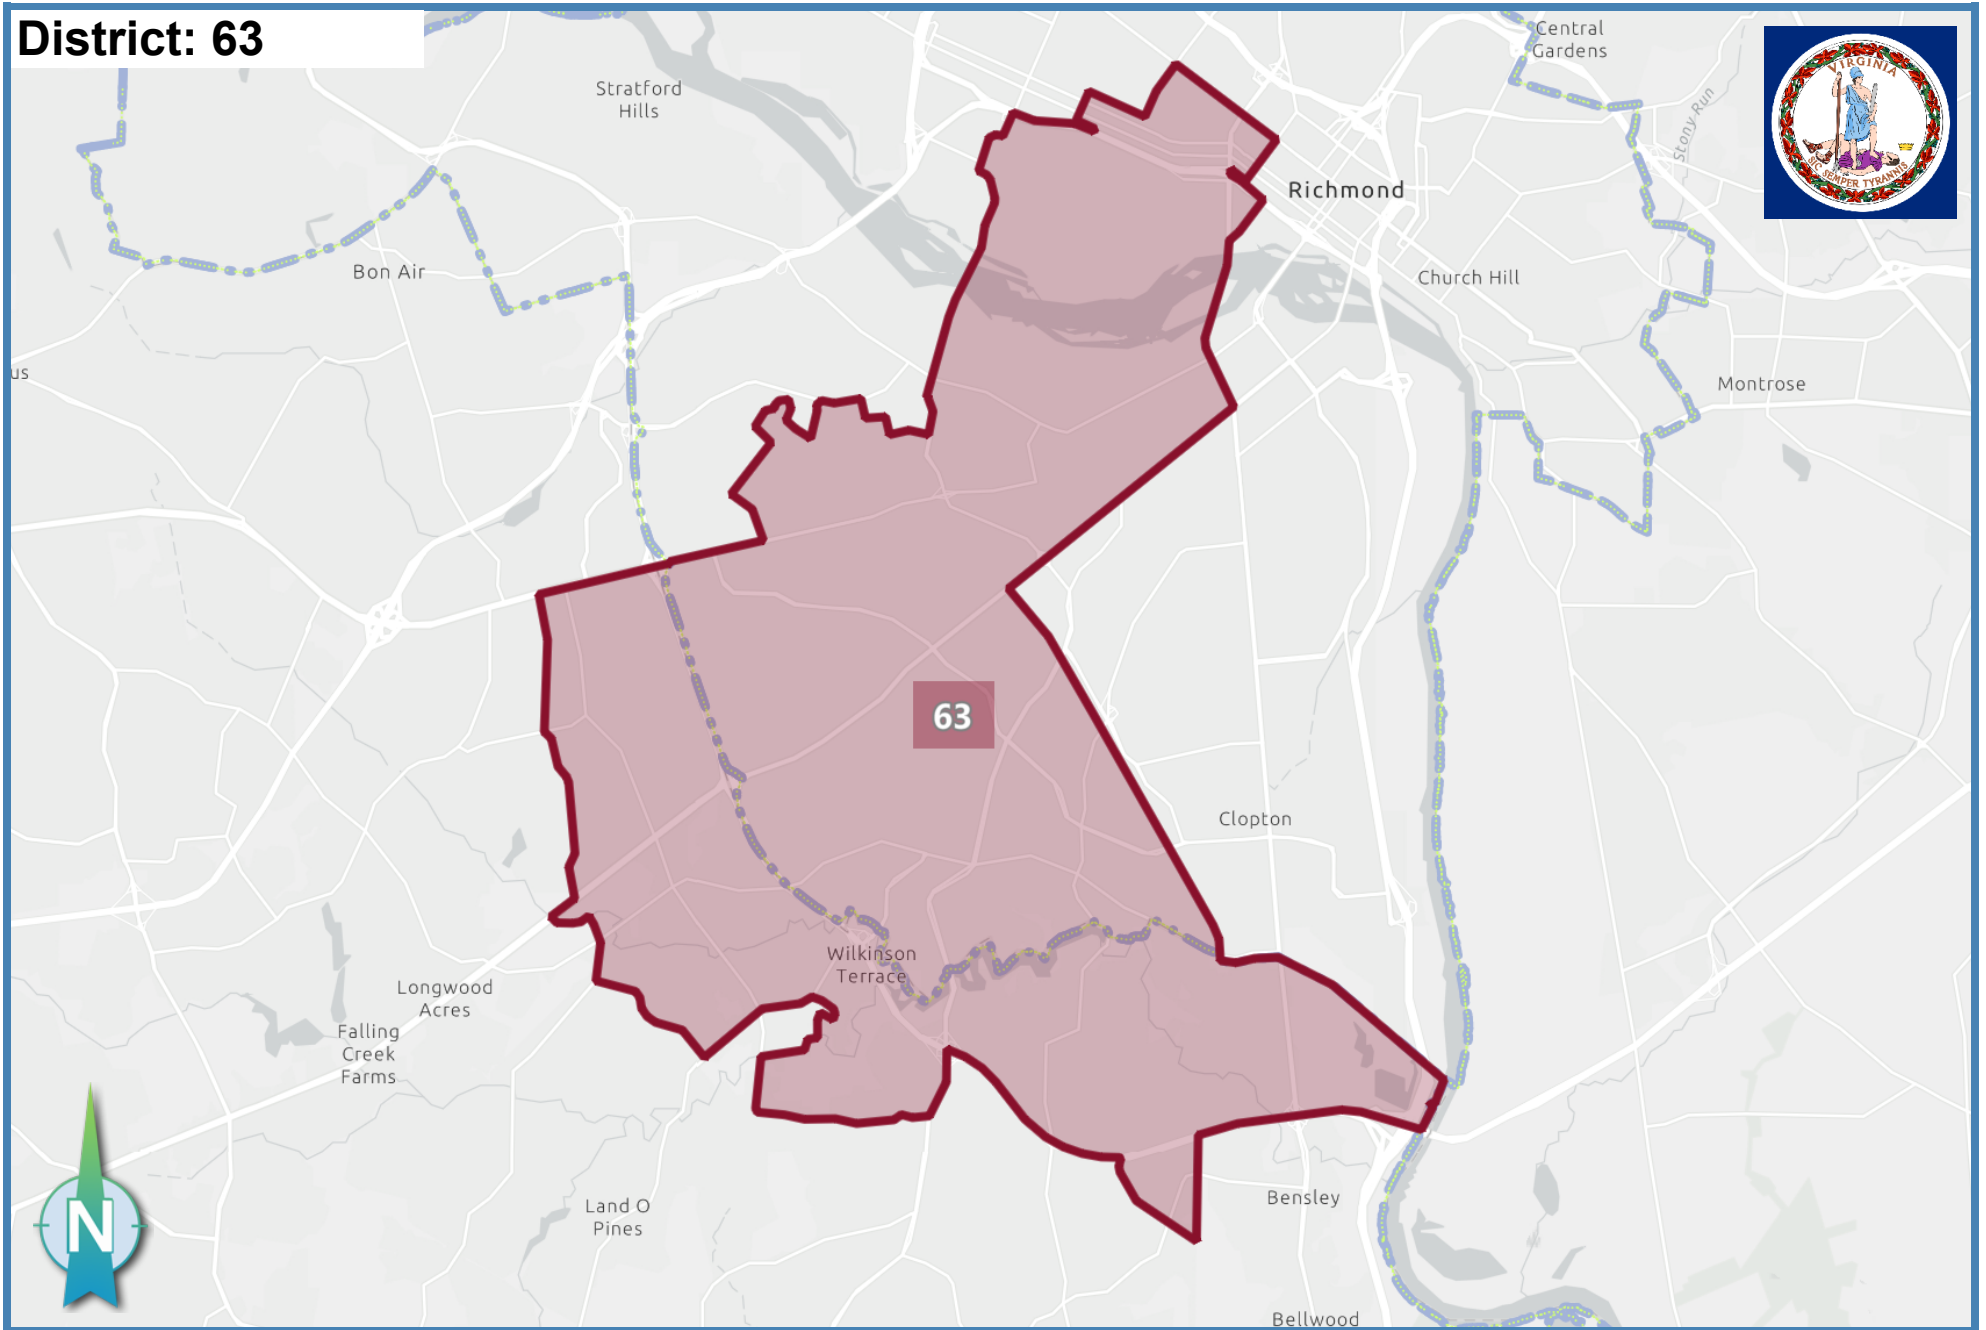 District: 63
Central
Gardens
Stratford
Hills
VIRGINIA
SIC SEMPER TYRANNIS
Stony Run
Richmond
Bon Air
Church Hill
us
Montrose
63
Clopton
Wilkinson
Terrace
Longwood
Acres
Falling
Creek
Farms
Land O
Pines
Bensley
N
Bellwood